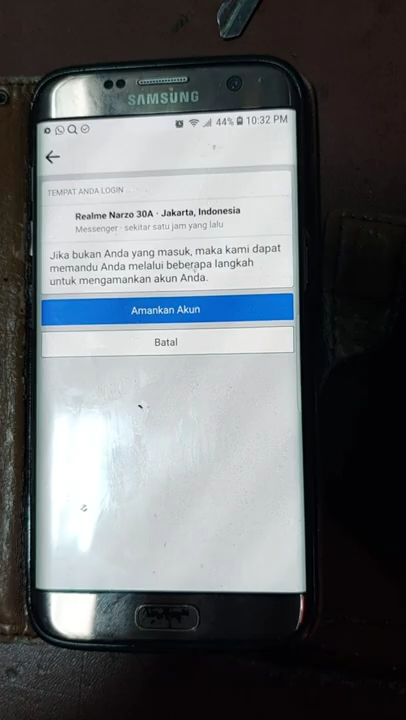 SAMSUNG
44% 10:32 PM
TEMPAT ANDA LOGIN
Realme Narzo 30A · Jakarta, Indonesia
Messenger · sekitar satu jam yang lalu
Jika bukan Anda yang masuk, maka kami dapat
memandu Anda melalui beberapa langkah
untuk mengamankan akun Anda.
Amankan Akun
Batal